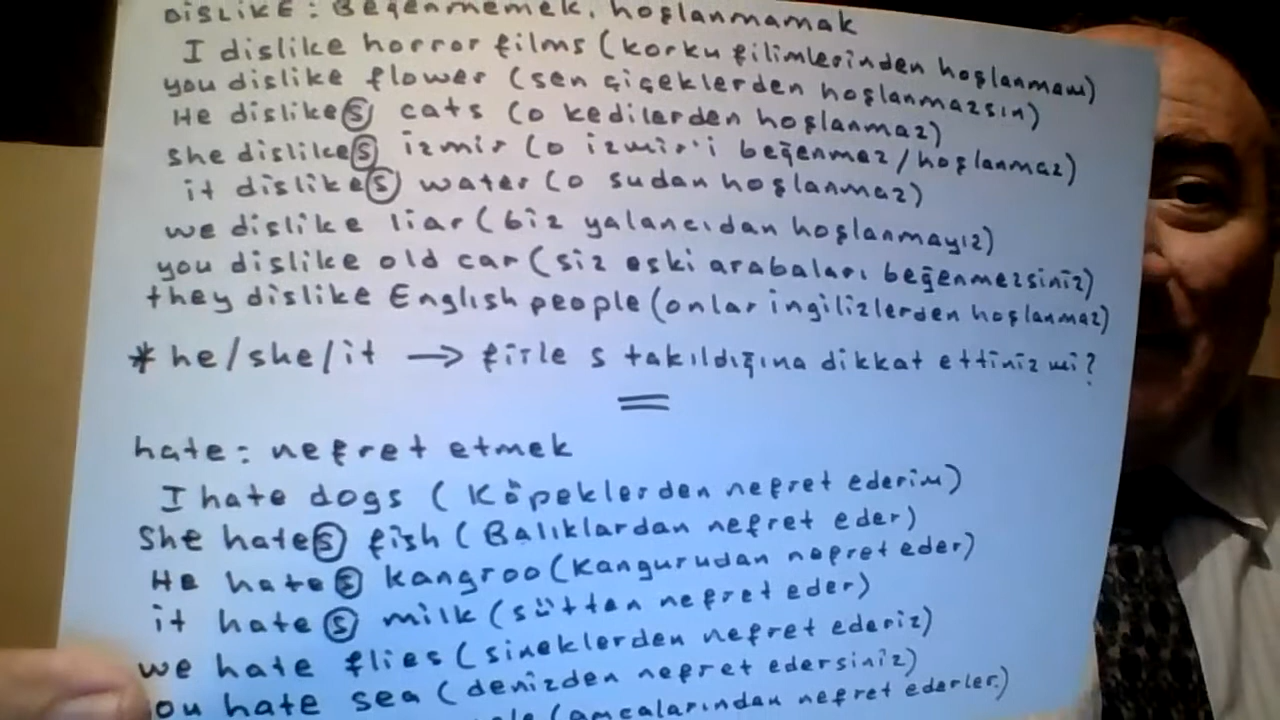 DISLIKE: Beğenmemek, hoşlanmamak
I dislike horror films (korku filimlerinden hoşlanmam)
you dislike flower (sen çiçeklerden hoşlanmazsın)
He dislikes cats (o kedilerden hoşlanmaz)
she dislikes izmir (o izmir'i beğenmez/hoşlanmaz)
it dislikes water (o sudan hoşlanmaz)
we dislike liar (biz yalancıdan hoşlanmayız)
you dislike old car (siz eski arabaları beğenmezsiniz)
they dislike English people (onlar ingilizlerden hoşlanmaz)
* he/she/it → fiile s takıldığına dikkat ettiniz mi?
hate: nefret etmek
I hate dogs (Köpeklerden nefret ederim)
She hates fish (Balıklardan nefret eder)
He hates kangroo (Kangurudan nefret eder)
it hates milk (sütten nefret eder)
we hate flies (sineklerden nefret ederiz)
you hate sea (denizden nefret edersiniz)
(amcalarından nefret ederler)